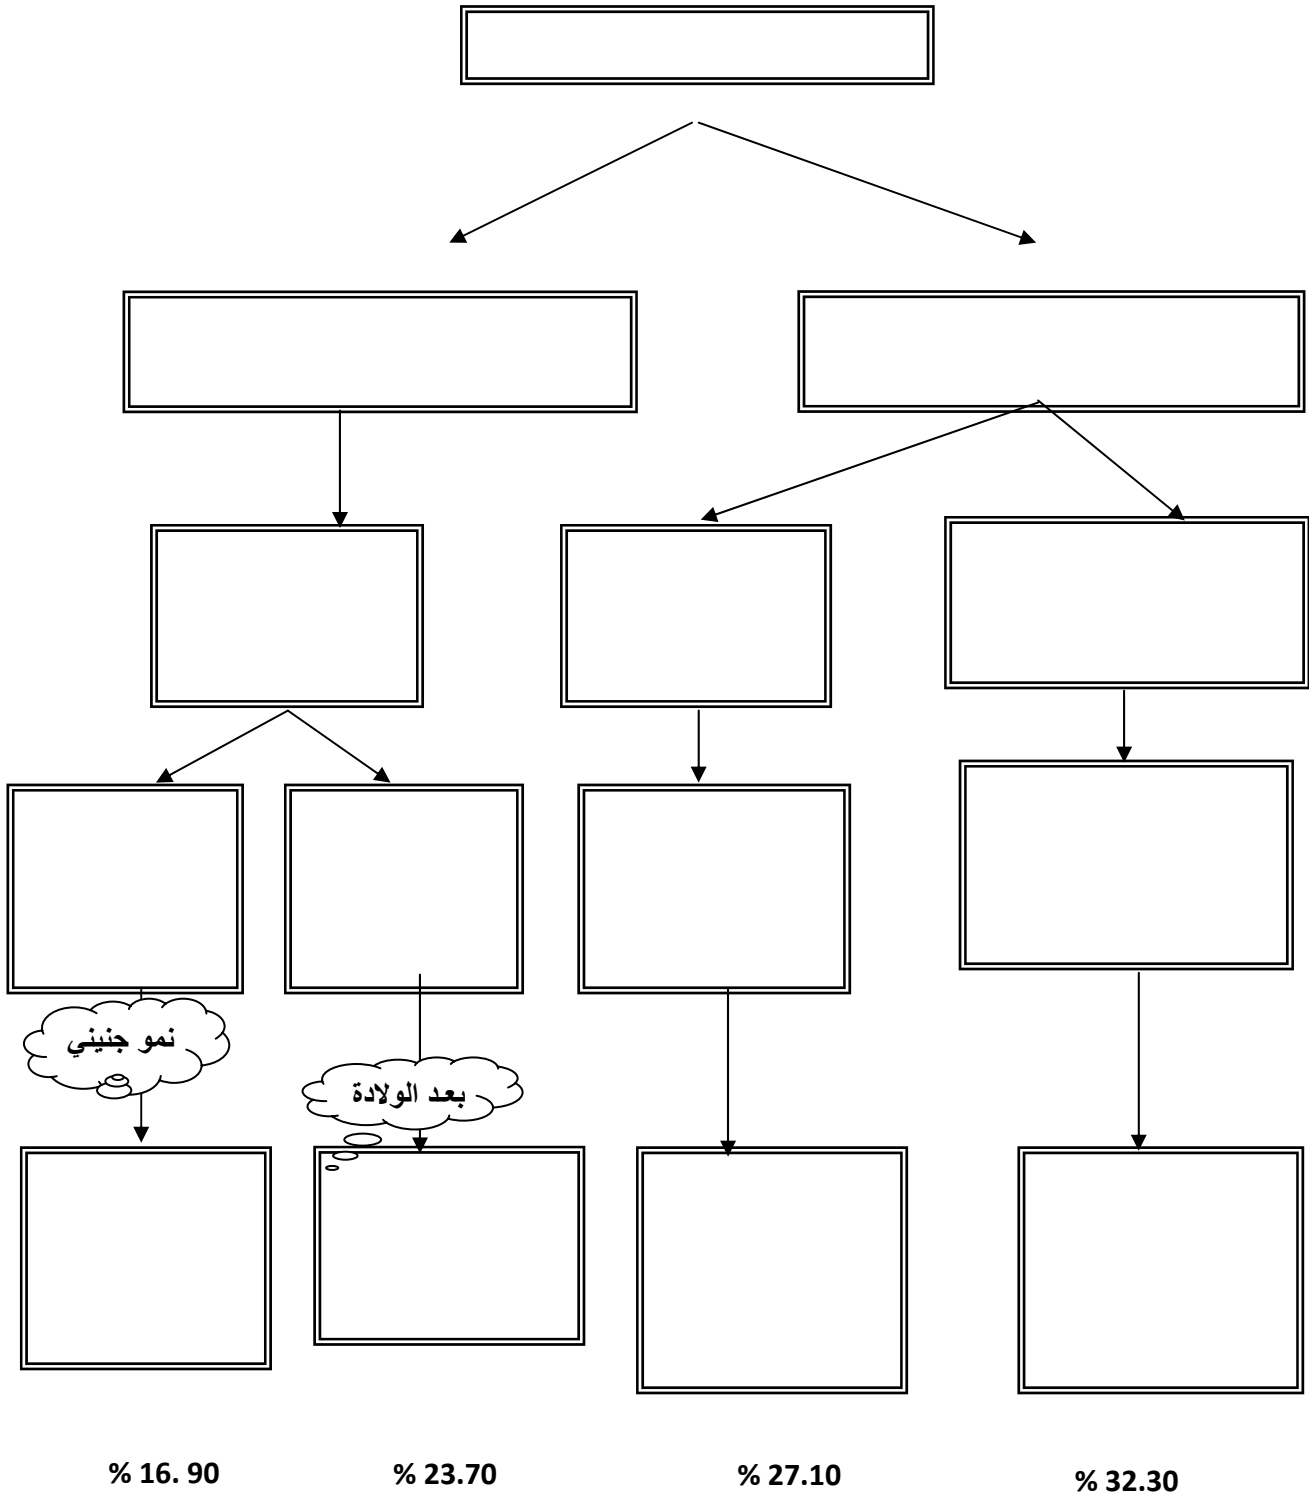 نمو جنيني
بعد الولادة
% 16. 90
% 23.70
% 27.10
% 32.30